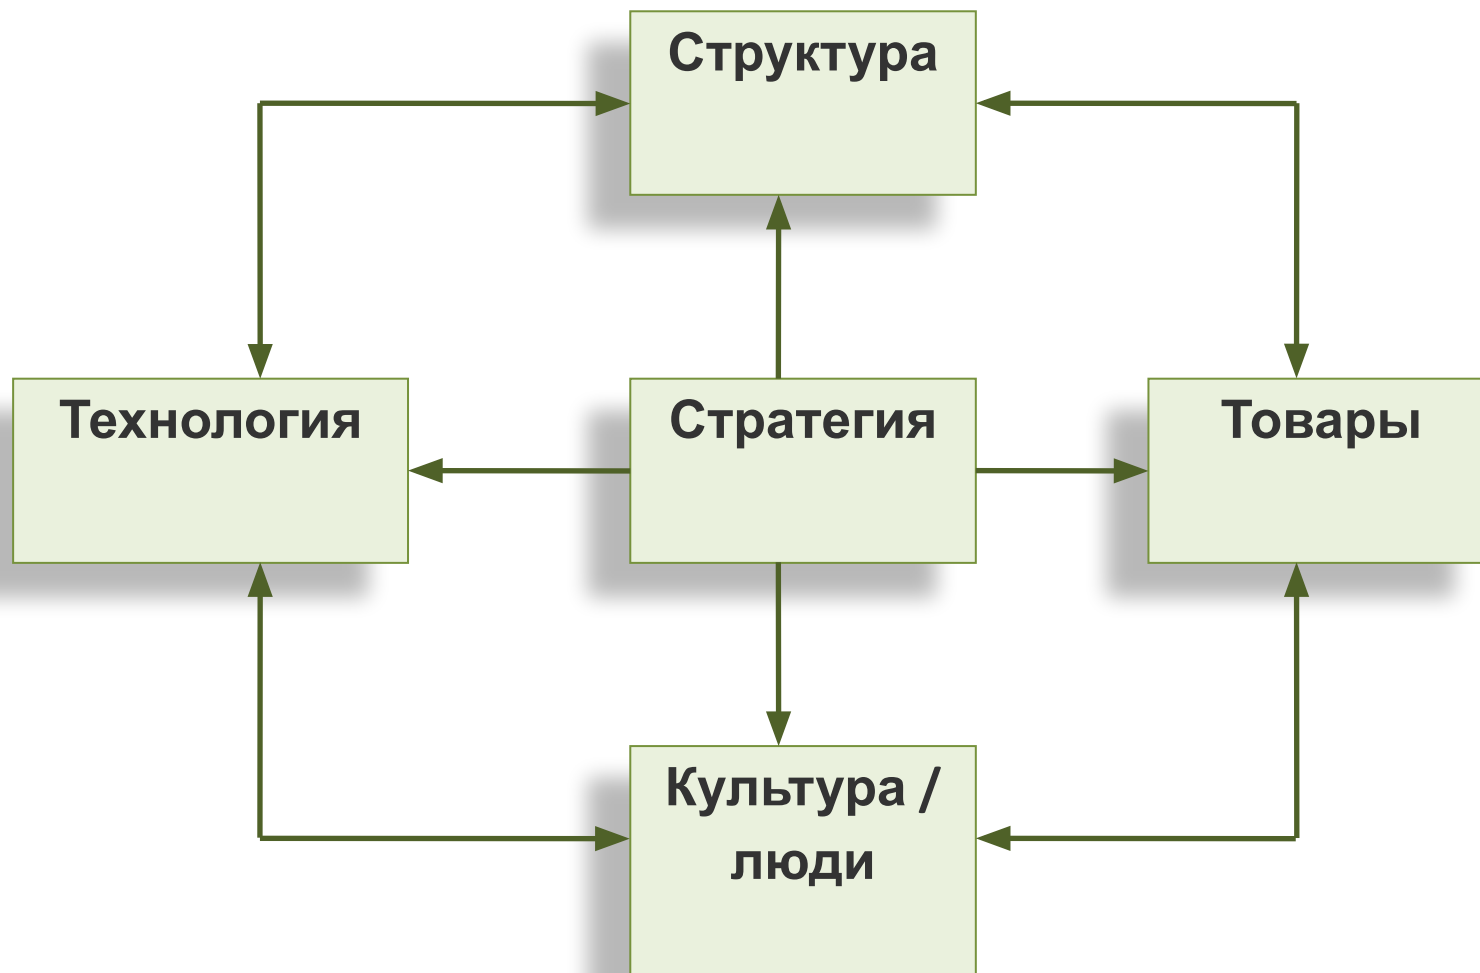 Структура
Технология
Стратегия
Товары
Культура /
люди